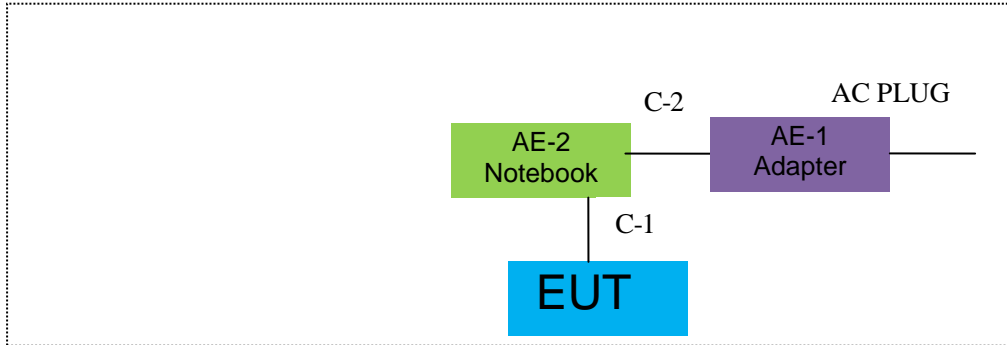 C-2
AC PLUG
AE-2
Notebook
AE-1
Adapter
C-1
EUT